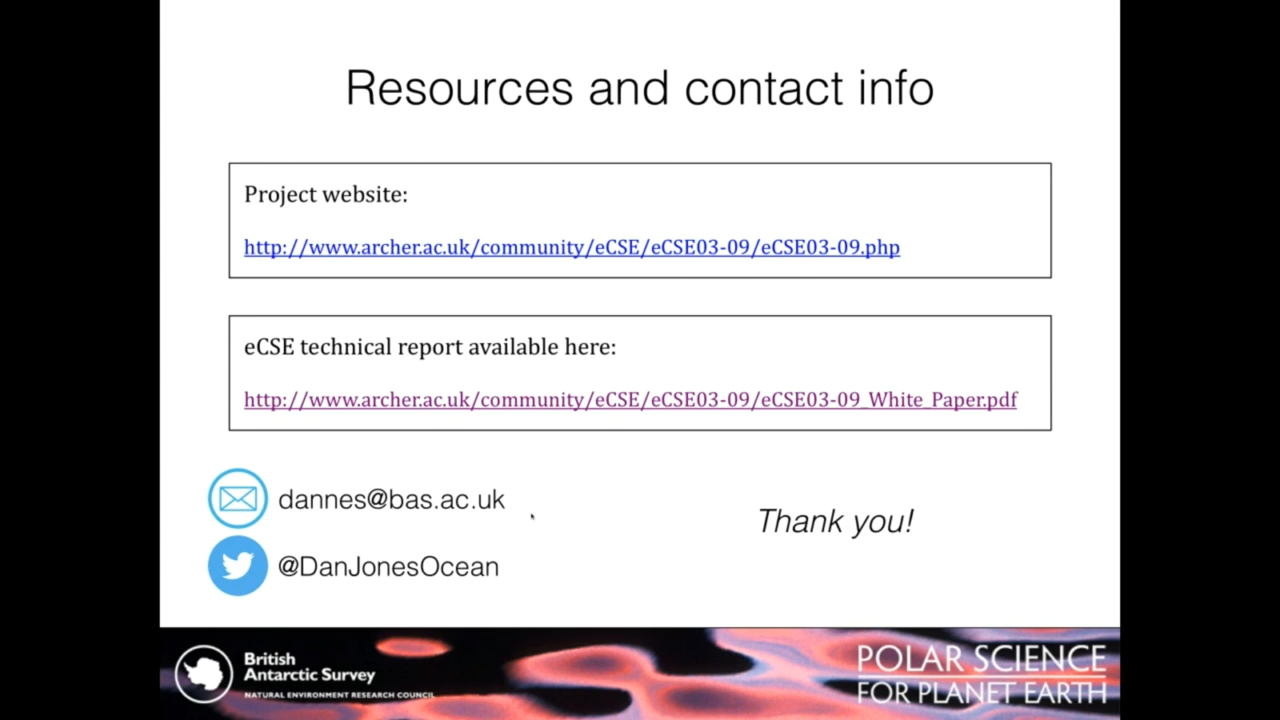 Resources and contact info
Project website:
http://www.archer.ac.uk/community/eCSE/eCSE03-09/eCSE03-09.php
eCSE technical report available here:
http://www.archer.ac.uk/community/eCSE/eCSE03-09/eCSE03-09_White_Paper.pdf
dannes@bas.ac.uk
Thank you!
@DanJonesOcean
British
Antarctic Survey
NATURAL ENVIRONMENT RESEARCH COUNCIL
POLAR SCIENCE
FOR PLANET EARTH